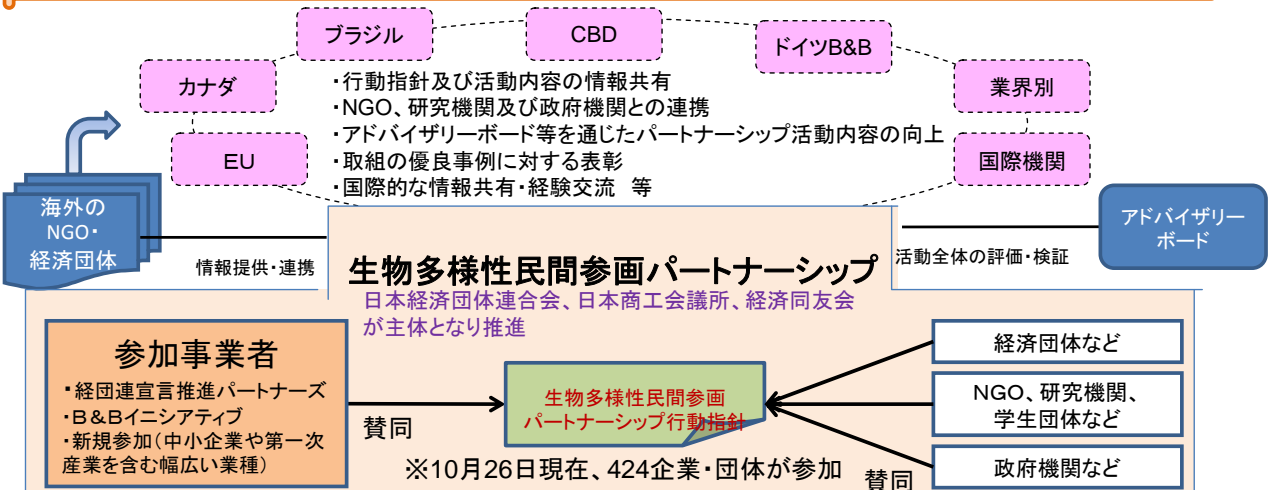 ブラジル
CBD
ドイツB&B
カナダ
業界別
EU
国際機関
・行動指針及び活動内容の情報共有
・NGO、研究機関及び政府機関との連携
・アドバイザリーボード等を通じたパートナーシップ活動内容の向上
・取組の優良事例に対する表彰
・国際的な情報共有・経験交流　等
海外の
NGO・
経済団体
情報提供・連携
アドバイザリー
ボード
活動全体の評価・検証
生物多様性民間参画パートナーシップ
日本経済団体連合会、日本商工会議所、経済同友会
が主体となり推進
参加事業者
・経団連宣言推進パートナーズ
・B&Bイニシアティブ
・新規参加(中小企業や第一次
産業を含む幅広い業種)
賛同
生物多様性民間参画
パートナーシップ行動指針
経済団体など
NGO、研究機関、
学生団体など
政府機関など
賛同
※10月26日現在、424企業・団体が参加